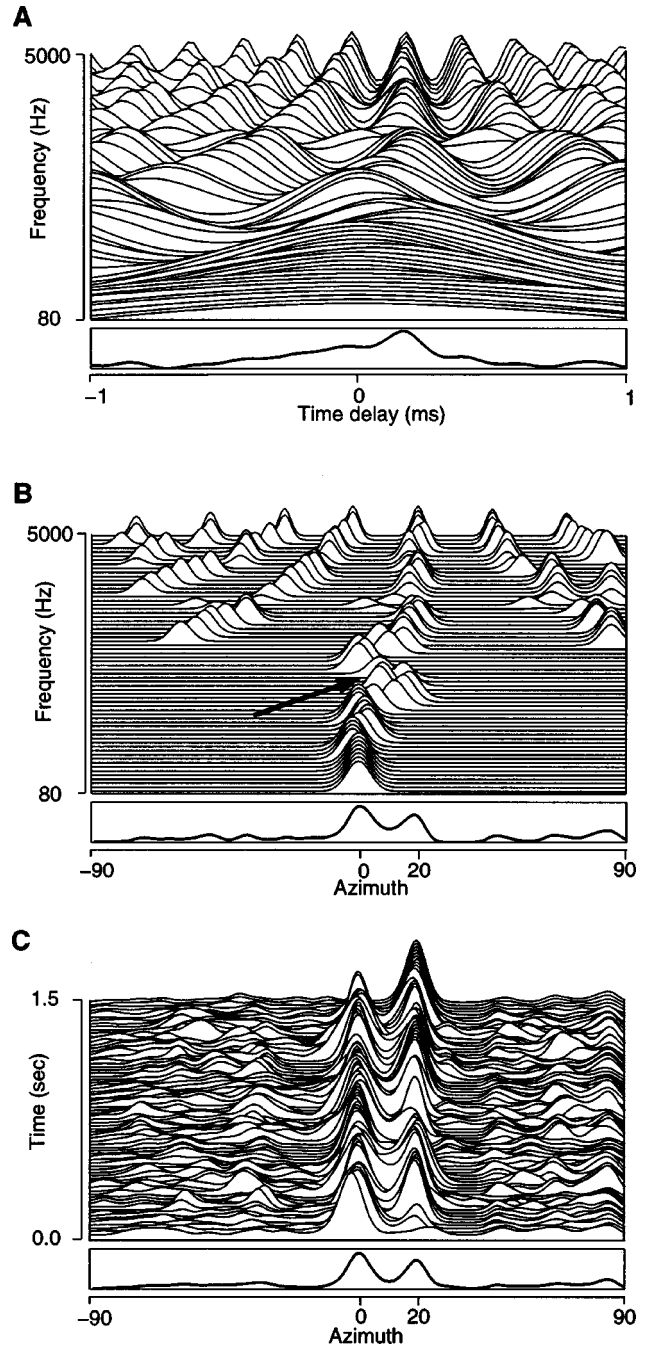 A
5000
Frequency (Hz)
80
−1 0 1
Time delay (ms)
B
5000
Frequency (Hz)
80
−90 0 20 90
Azimuth
C
1.5
Time (sec)
0.0
−90 0 20 90
Azimuth